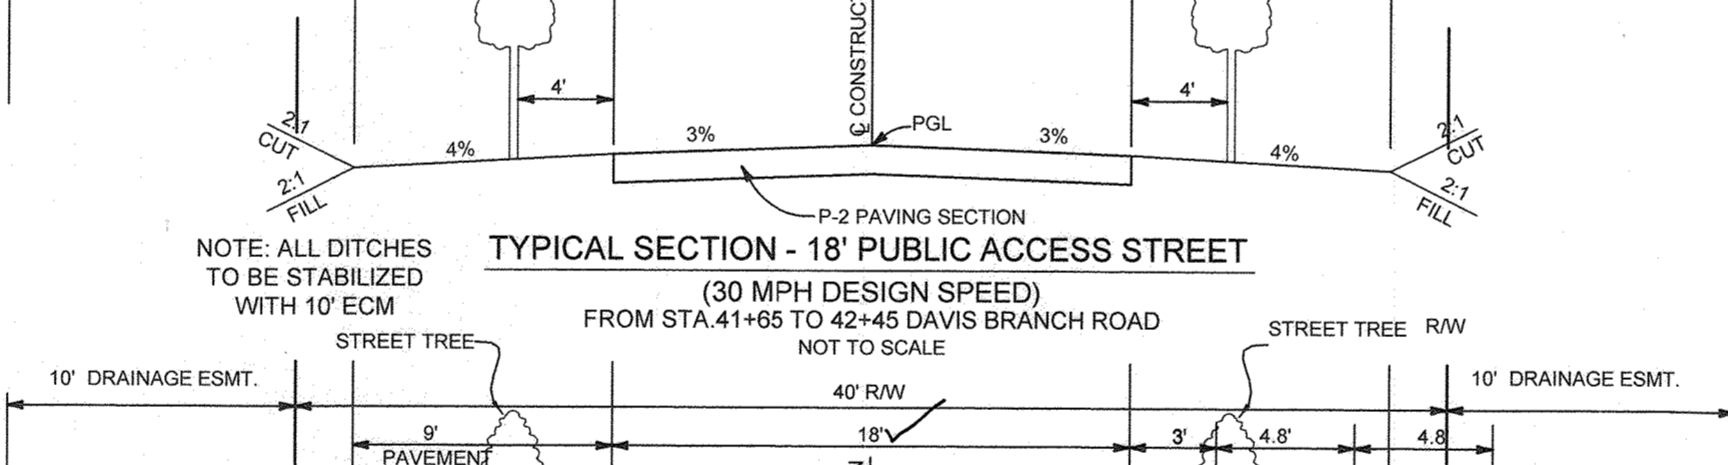 ℄ CONSTRUC
4'
4'
PGL
2:1
CUT
2:1
FILL
4%
3%
3%
4%
2:1
CUT
2:1
FILL
P-2 PAVING SECTION
NOTE: ALL DITCHES
TO BE STABILIZED
WITH 10' ECM
TYPICAL SECTION - 18' PUBLIC ACCESS STREET
(30 MPH DESIGN SPEED)
FROM STA.41+65 TO 42+45 DAVIS BRANCH ROAD
NOT TO SCALE
STREET TREE
STREET TREE R/W
10' DRAINAGE ESMT.
40' R/W
10' DRAINAGE ESMT.
9'
18'
3'
4.8'
4.8
PAVEMENT